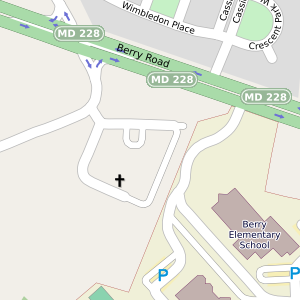 Wimbledon Place
Crescent Park
MD 228
Berry Road
MD 228
MD 228
Berry
Elementary
School
P
P